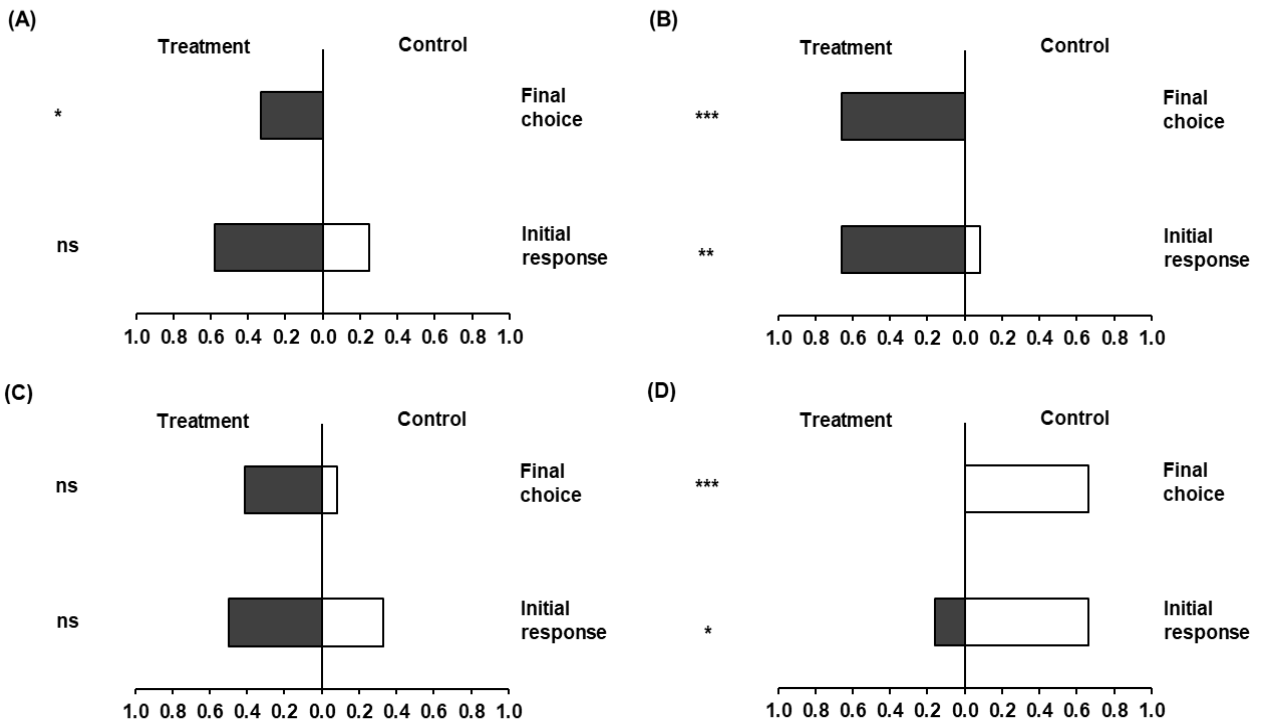 (A)
Treatment
Control
*
Final
choice
ns
Initial
response
1.0 0.8 0.6 0.4 0.2 0.0 0.2 0.4 0.6 0.8 1.0
(B)
Treatment
Control
***
Final
choice
**
Initial
response
1.0 0.8 0.6 0.4 0.2 0.0 0.2 0.4 0.6 0.8 1.0
(C)
Treatment
Control
ns
Final
choice
ns
Initial
response
1.0 0.8 0.6 0.4 0.2 0.0 0.2 0.4 0.6 0.8 1.0
(D)
Treatment
Control
***
Final
choice
*
Initial
response
1.0 0.8 0.6 0.4 0.2 0.0 0.2 0.4 0.6 0.8 1.0